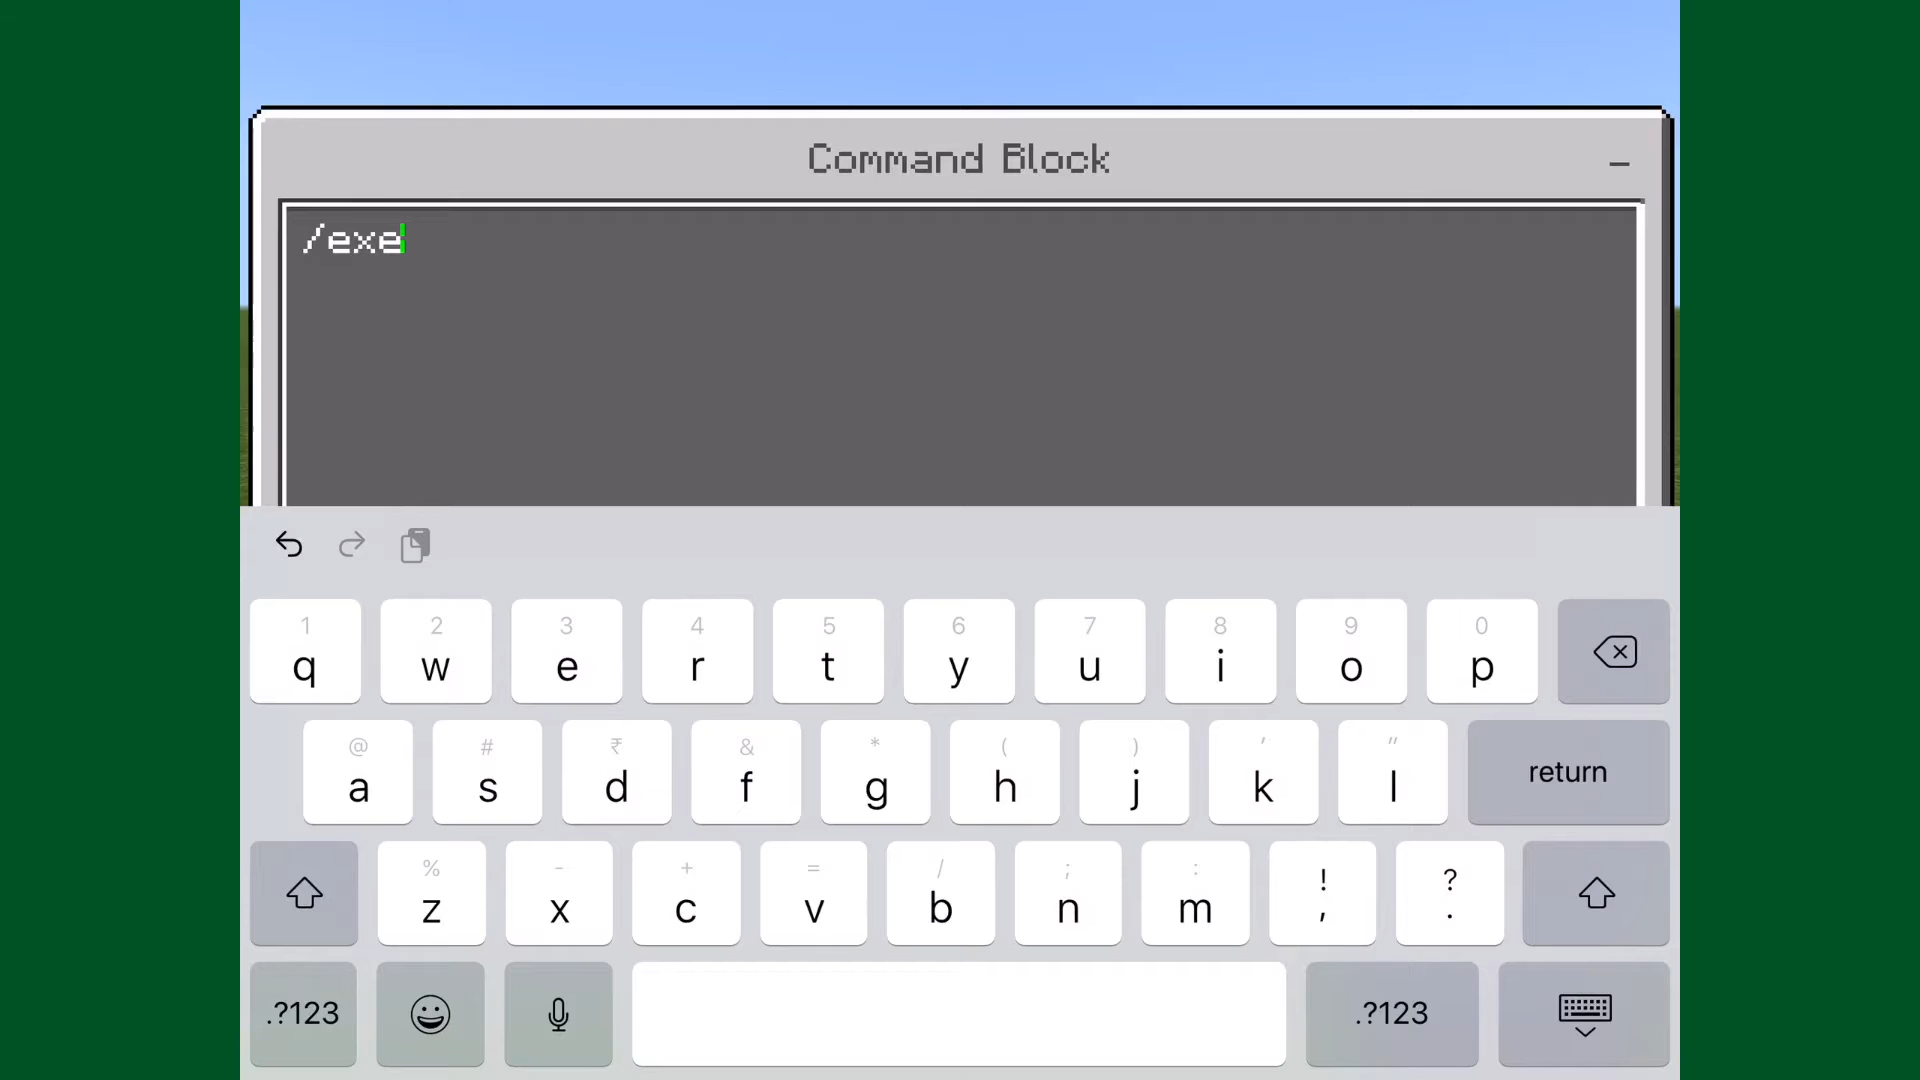 Command Block
/exe
1 2 3 4 5 6 7 8 9 0
q w e r t y u i o p
@ # ₹ & * ( ) ' "
a s d f g h j k l return
% - + = / ; : ! ?
z x c v b n m , .
.?123 .?123